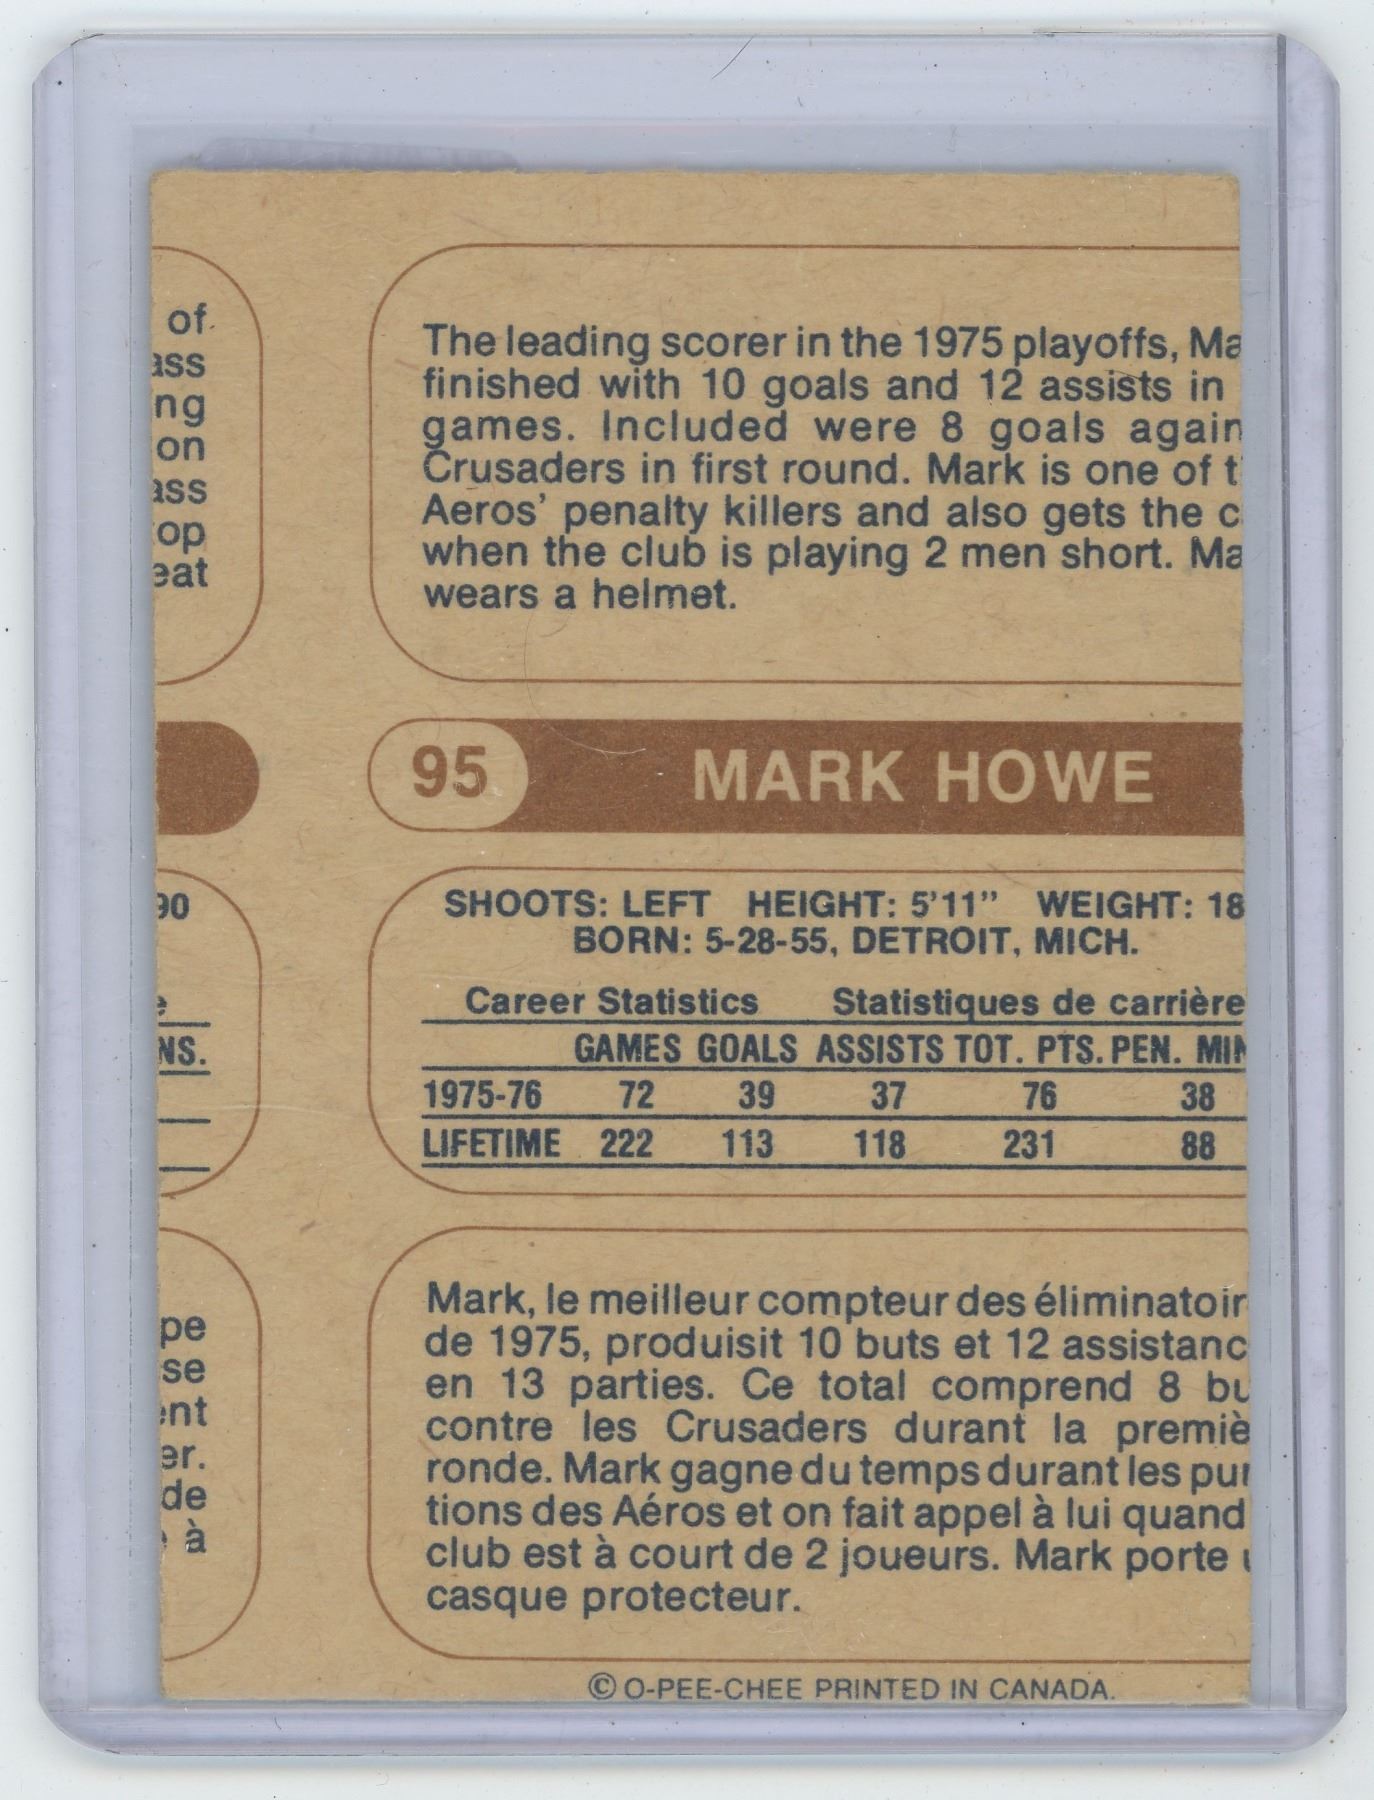 of
ass
ng
on
ass
op
eat
The leading scorer in the 1975 playoffs, Ma
finished with 10 goals and 12 assists in
games. Included were 8 goals again
Crusaders in first round. Mark is one of t
Aeros' penalty killers and also gets the c
when the club is playing 2 men short. Ma
wears a helmet.
95 MARK HOWE
90
e
NS.
SHOOTS: LEFT HEIGHT: 5'11" WEIGHT: 18
BORN: 5-28-55, DETROIT, MICH.
Career Statistics Statistiques de carrière
GAMES GOALS ASSISTS TOT. PTS. PEN. MIN
1975-76 72 39 37 76 38
LIFETIME 222 113 118 231 88
pe
se
ent
er.
de
à
Mark, le meilleur compteur des éliminatoir
de 1975, produisit 10 buts et 12 assistanc
en 13 parties. Ce total comprend 8 bu
contre les Crusaders durant la premiè
ronde. Mark gagne du temps durant les pun
tions des Aéros et on fait appel à lui quand
club est à court de 2 joueurs. Mark porte
casque protecteur.
© O-PEE-CHEE PRINTED IN CANADA.